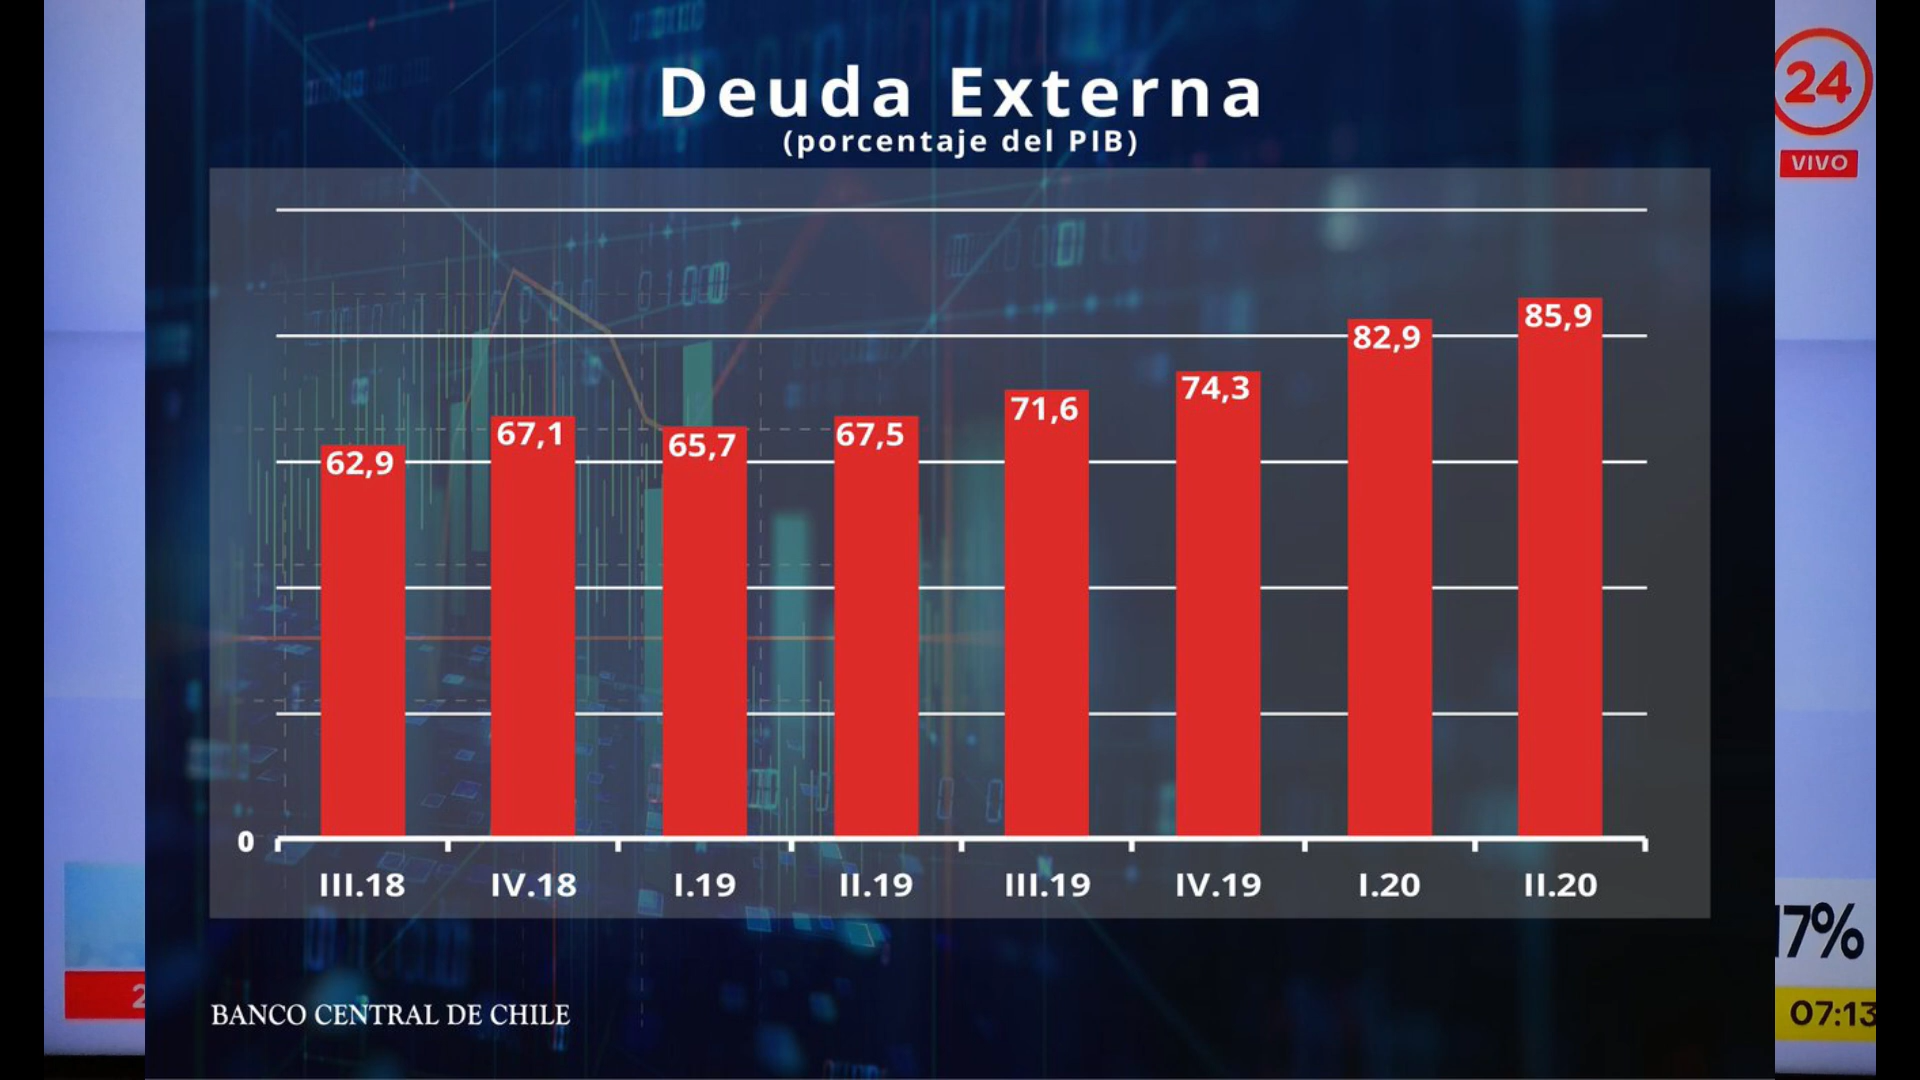 Deuda Externa
(porcentaje del PIB)
24
VIVO
85,9
82,9
74,3
71,6
67,1
67,5
65,7
62,9
0
III.18 IV.18 I.19 II.19 III.19 IV.19 I.20 II.20
17%
2
BANCO CENTRAL DE CHILE
07:13